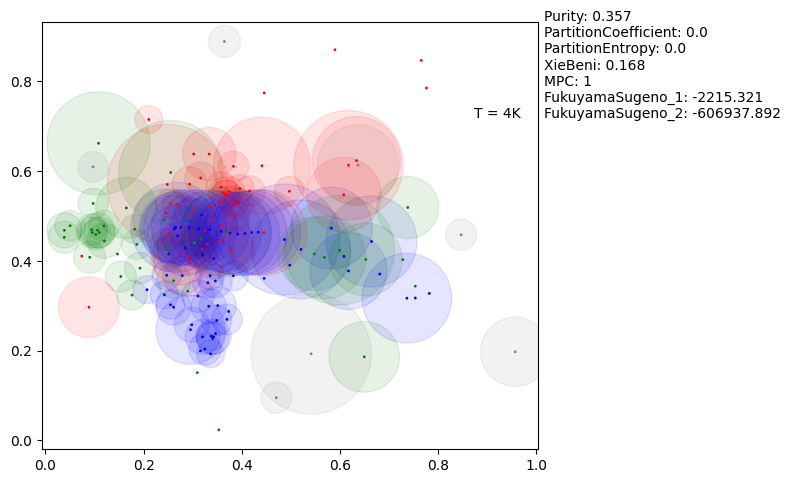 Purity: 0.357
PartitionCoefficient: 0.0
PartitionEntropy: 0.0
XieBeni: 0.168
MPC: 1
FukuyamaSugeno_1: -2215.321
FukuyamaSugeno_2: -606937.892
T = 4K
0.8
0.6
0.4
0.2
0.0
0.0 0.2 0.4 0.6 0.8 1.0